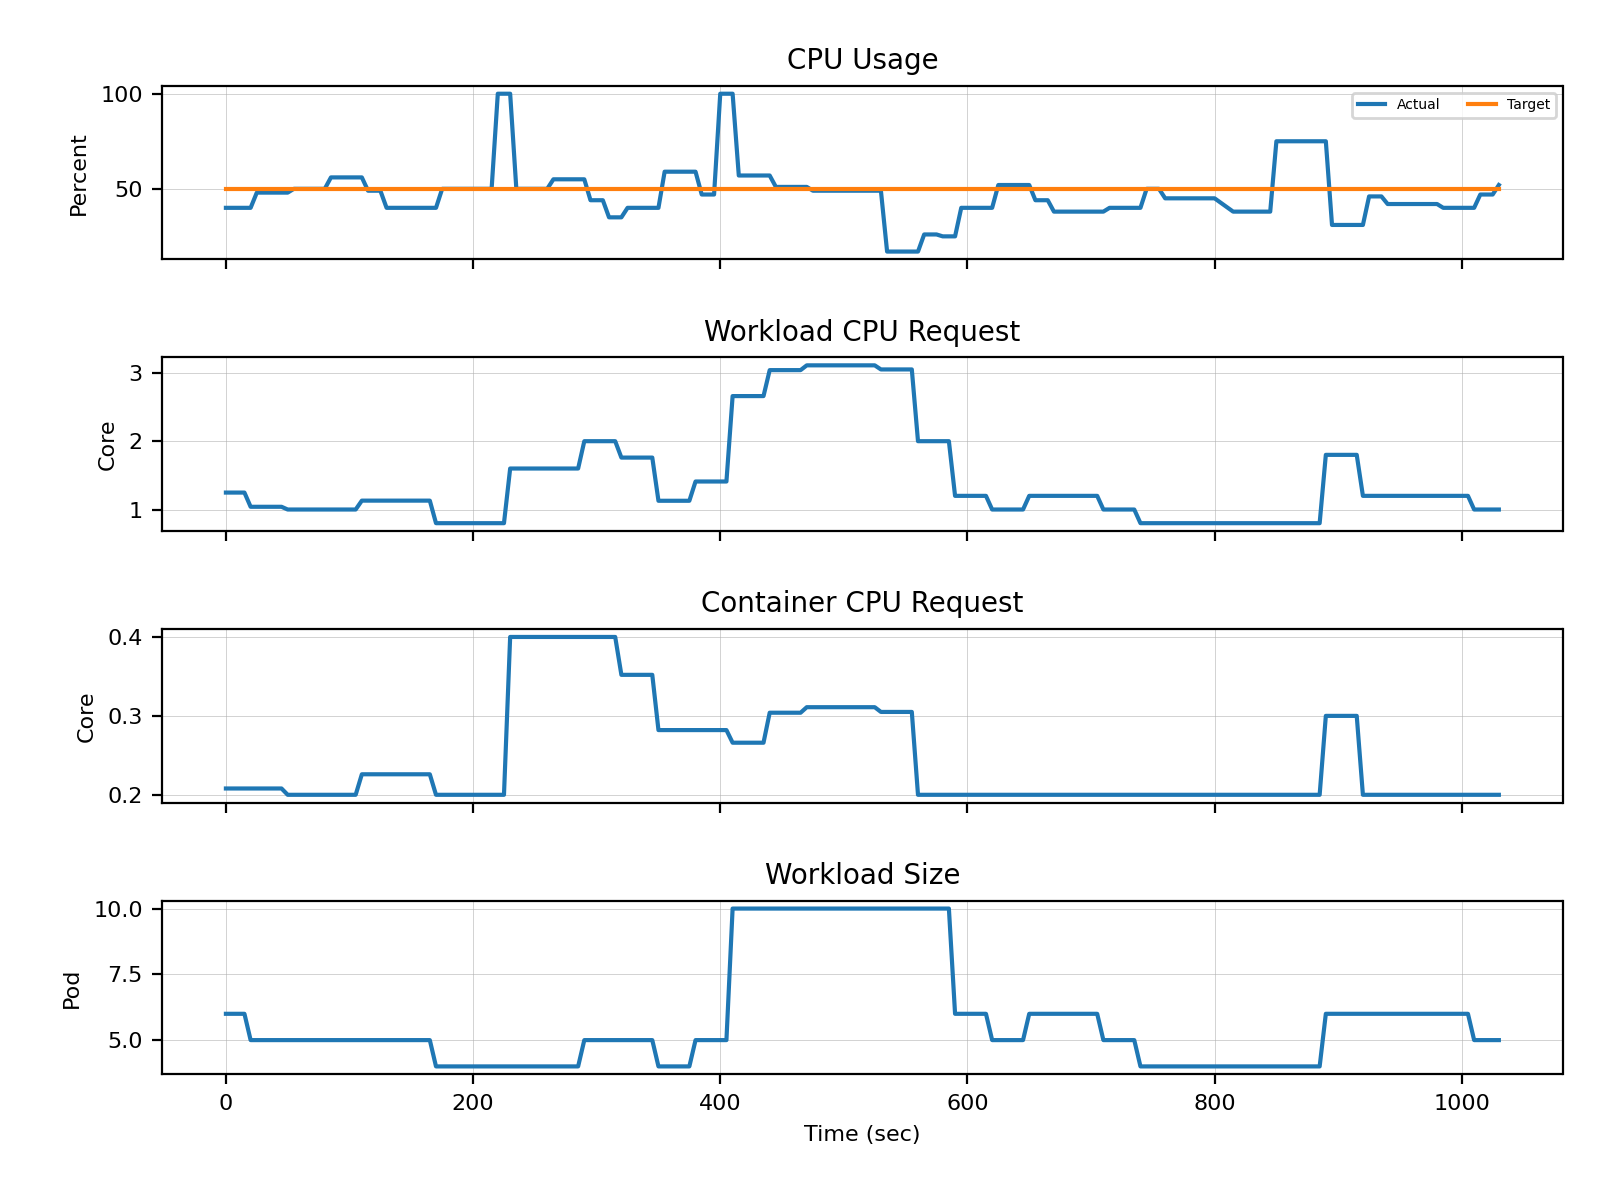 CPU Usage
100
50
Percent
Actual
Target
Workload CPU Request
3
2
1
Core
Container CPU Request
0.4
0.3
0.2
Core
Workload Size
10.0
7.5
5.0
Pod
0 200 400 600 800 1000
Time (sec)